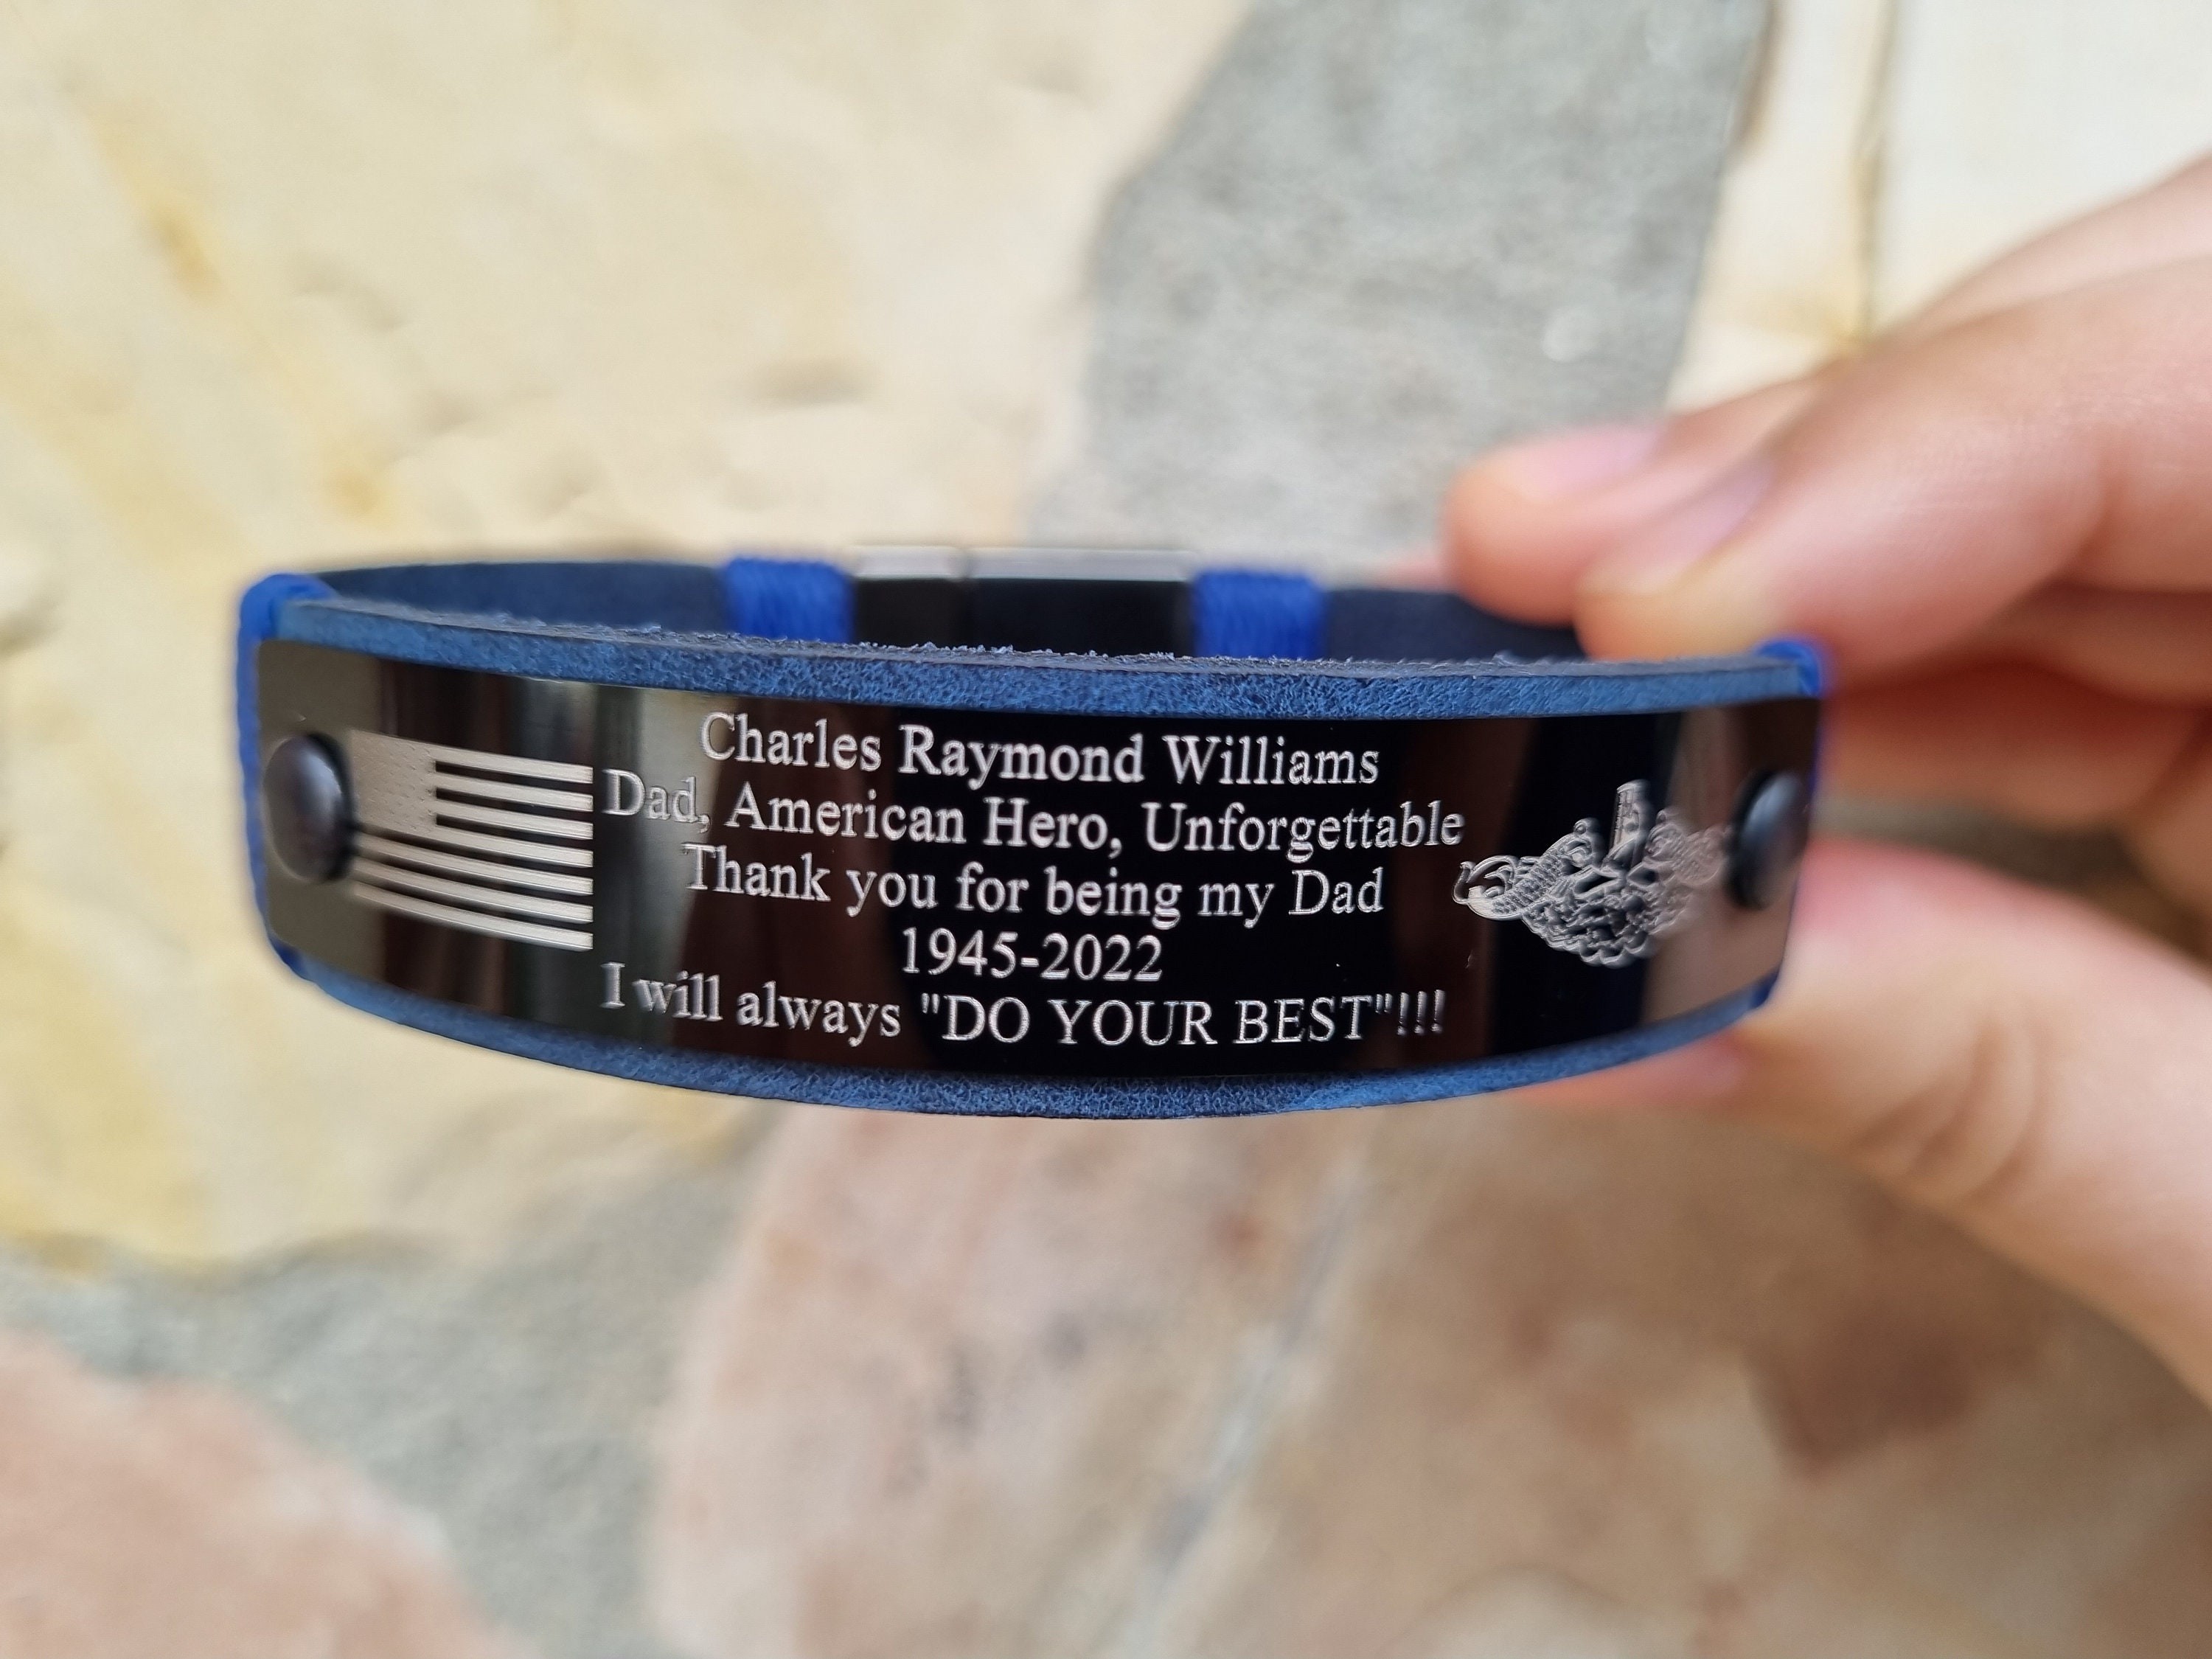 Charles Raymond Williams
Dad, American Hero, Unforgettable
Thank you for being my Dad
1945-2022
I will always "DO YOUR BEST"!!!